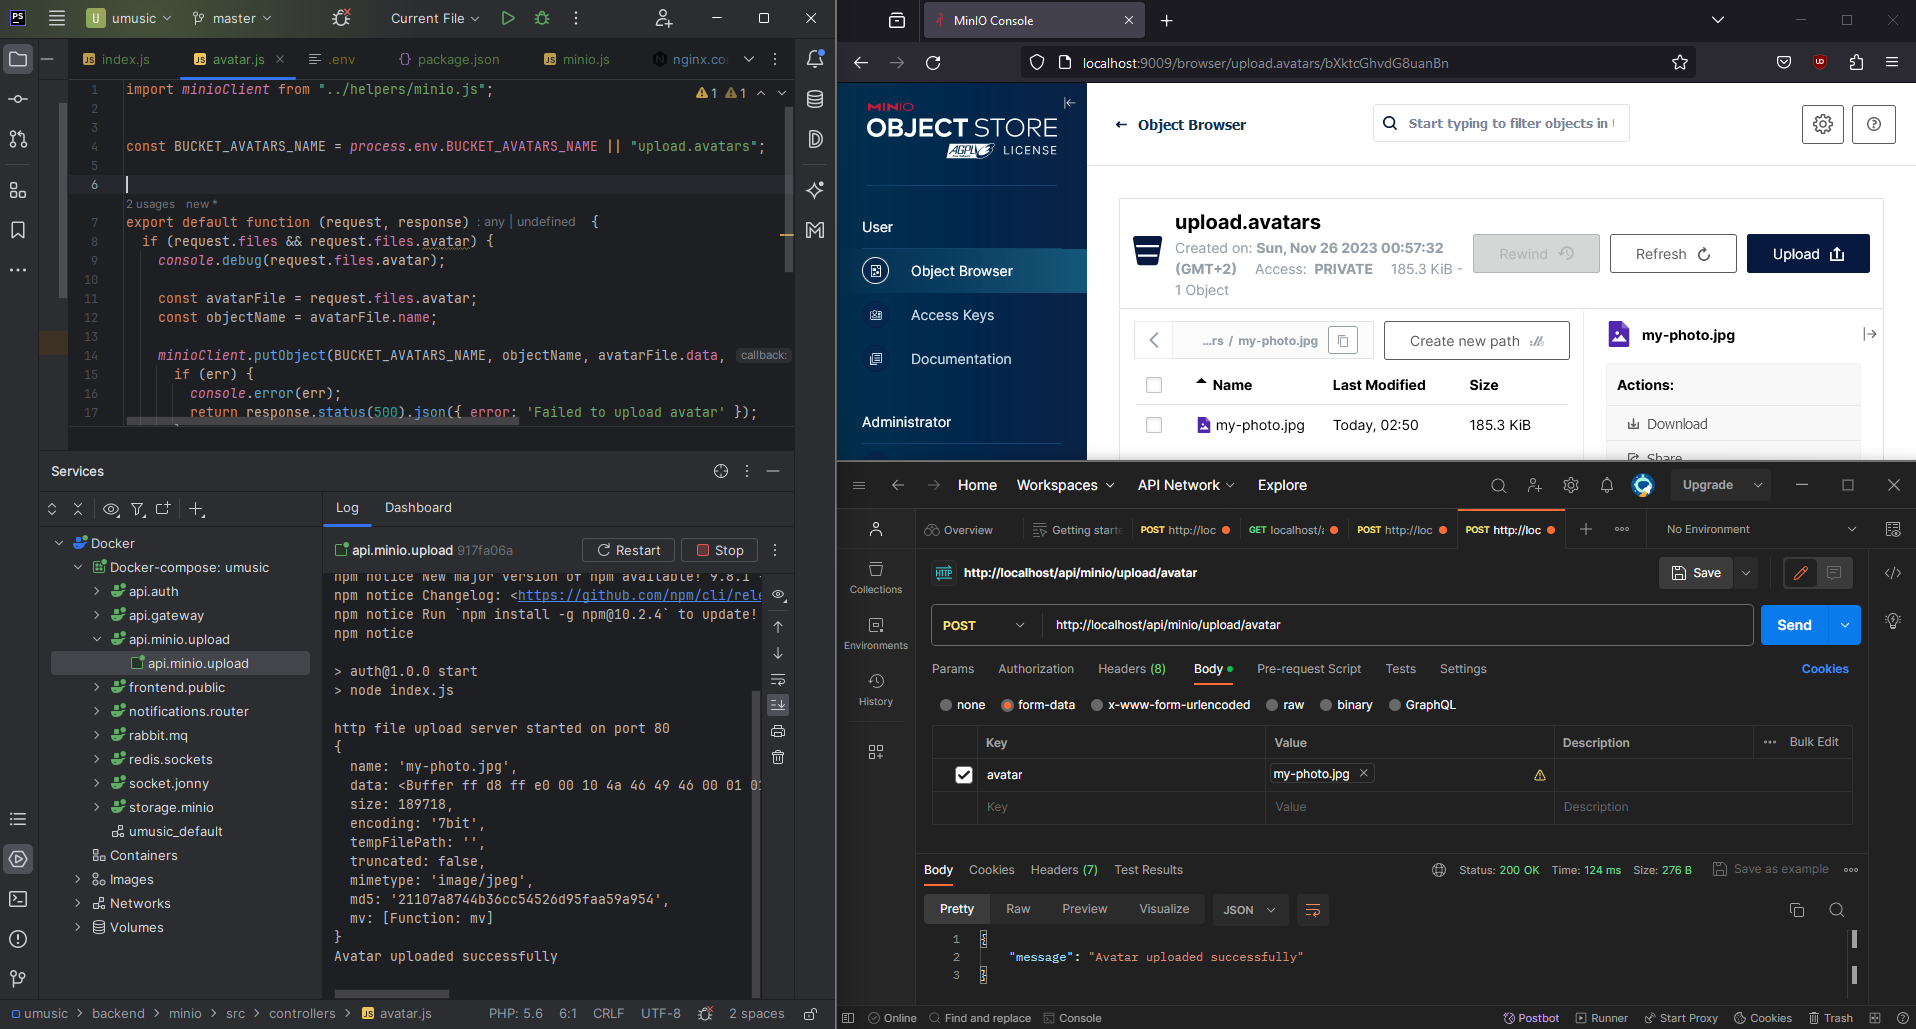 PS
umusic
master
Current File
index.js
avatar.js
.env
package.json
minio.js
nginx.co
1 import minioClient from "../helpers/minio.js";
1 1
2
3
4 const BUCKET_AVATARS_NAME = process.env.BUCKET_AVATARS_NAME || "upload.avatars";
5
6
2 usages new *
7 export default function (request, response) : any | undefined {
8 if (request.files && request.files.avatar) {
9 console.debug(request.files.avatar);
10
11 const avatarFile = request.files.avatar;
12 const objectName = avatarFile.name;
13
14 minioClient.putObject(BUCKET_AVATARS_NAME, objectName, avatarFile.data, callback:
15 if (err) {
16 console.error(err);
17 return response.status(500).json({ error: 'Failed to upload avatar' });
Services
Log
Dashboard
Docker
Docker-compose: umusic
api.auth
api.gateway
api.minio.upload
api.minio.upload
frontend.public
notifications.router
rabbit.mq
redis.sockets
socket.jonny
storage.minio
umusic_default
Containers
Images
Networks
Volumes
api.minio.upload 917fa06a
Restart
Stop
npm notice New major version of npm available! 9.8.1 -
npm notice Changelog: <https://github.com/npm/cli/rele
npm notice Run `npm install -g npm@10.2.4` to update!
npm notice
> auth@1.0.0 start
> node index.js
http file upload server started on port 80
{
name: 'my-photo.jpg',
data: <Buffer ff d8 ff e0 00 10 4a 46 49 46 00 01 01
size: 189718,
encoding: '7bit',
tempFilePath: '',
truncated: false,
mimetype: 'image/jpeg',
md5: '21107a8744b36cc54526d95faa59a954',
mv: [Function: mv]
}
Avatar uploaded successfully
umusic > backend > minio > src > controllers > avatar.js
PHP: 5.6
6:1
CRLF
UTF-8
2 spaces
MinIO Console
localhost:9009/browser/upload.avatars/bXktcGhvdG8uanBn
MINIO
OBJECT STORE
AGPL LICENSE
User
Object Browser
Access Keys
Documentation
Administrator
Object Browser
Start typing to filter objects in t
upload.avatars
Created on: Sun, Nov 26 2023 00:57:32
(GMT+2) Access: PRIVATE 185.3 KiB -
1 Object
Rewind
Refresh
Upload
...rs / my-photo.jpg
Create new path
Name
Last Modified
Size
my-photo.jpg
Today, 02:50
185.3 KiB
my-photo.jpg
Actions:
Download
Share
Home
Workspaces
API Network
Explore
Upgrade
Overview
Getting starte
POST http://loc
GET localhost/a
POST http://loc
POST http://loc
No Environment
Collections
Environments
History
HTTP
http://localhost/api/minio/upload/avatar
Save
POST
http://localhost/api/minio/upload/avatar
Send
Params
Authorization
Headers (8)
Body
Pre-request Script
Tests
Settings
Cookies
none
form-data
x-www-form-urlencoded
raw
binary
GraphQL
Key
Value
Description
Bulk Edit
avatar
my-photo.jpg
Key
Value
Description
Body
Cookies
Headers (7)
Test Results
Status: 200 OK
Time: 124 ms
Size: 276 B
Save as example
Pretty
Raw
Preview
Visualize
JSON
1 {
2 "message": "Avatar uploaded successfully"
3 }
Online
Find and replace
Console
Postbot
Runner
Start Proxy
Cookies
Trash